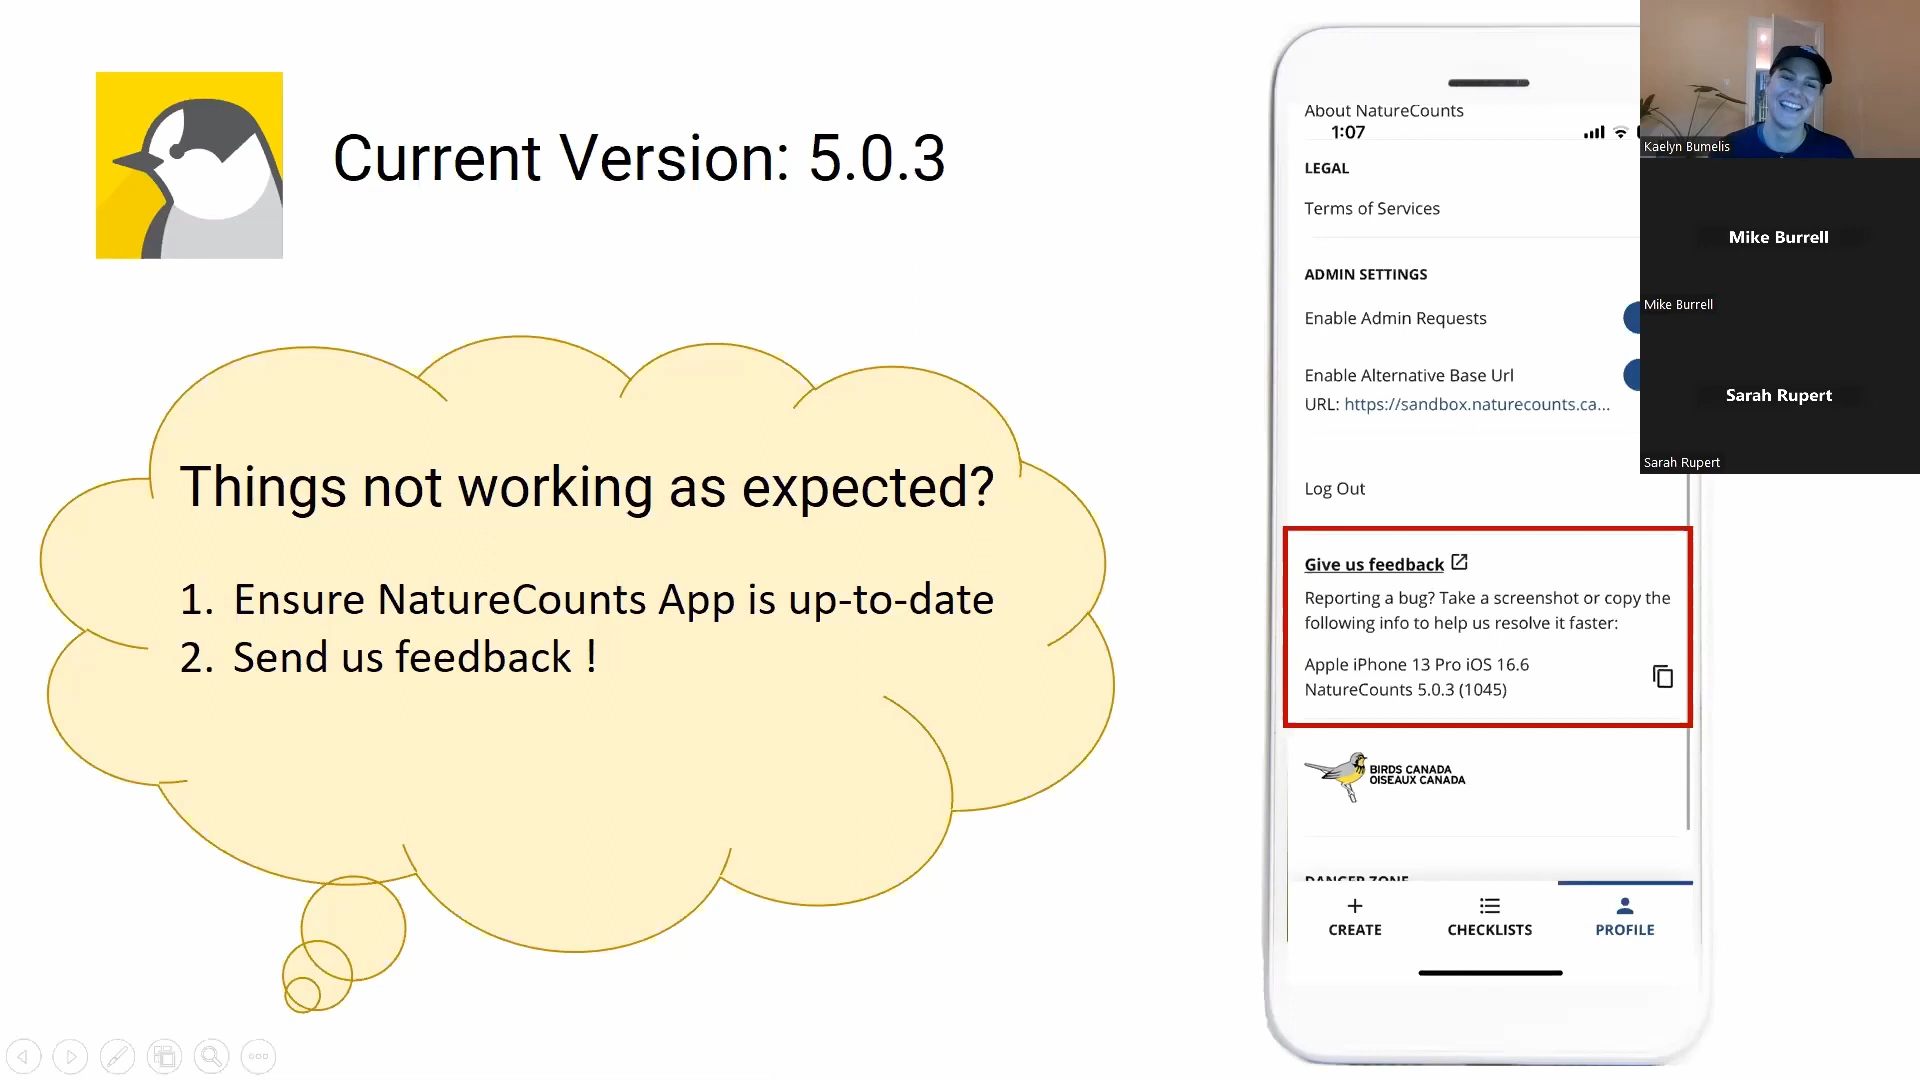 Current Version: 5.0.3
Things not working as expected?
1. Ensure NatureCounts App is up-to-date
2. Send us feedback !
About NatureCounts
1:07
LEGAL
Terms of Services
ADMIN SETTINGS
Enable Admin Requests
Enable Alternative Base Url
URL: https://sandbox.naturecounts.ca...
Log Out
Give us feedback
Reporting a bug? Take a screenshot or copy the
following info to help us resolve it faster:
Apple iPhone 13 Pro iOS 16.6
NatureCounts 5.0.3 (1045)
BIRDS CANADA
OISEAUX CANADA
DANGER ZONE
CREATE
CHECKLISTS
PROFILE
Kaelyn Bumelis
Mike Burrell
Mike Burrell
Sarah Rupert
Sarah Rupert